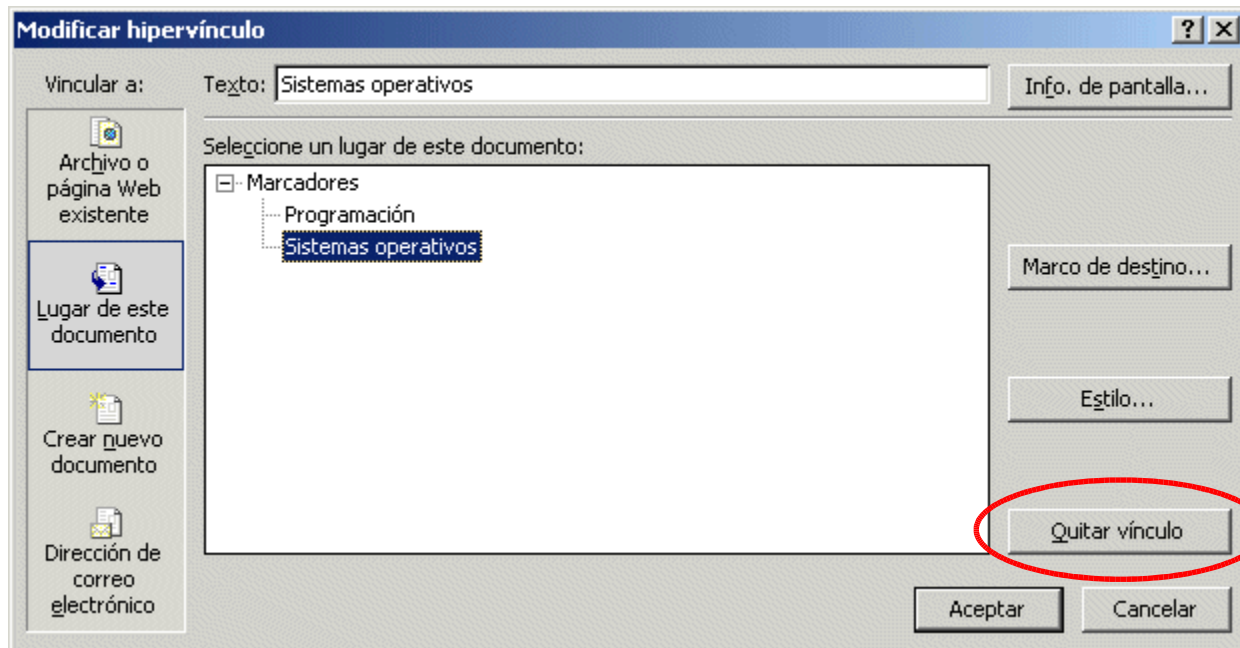 Modificar hipervínculo
Vincular a:
Texto: Sistemas operativos
Info. de pantalla...
Archivo o
página Web
existente
Lugar de este
documento
Crear nuevo
documento
Dirección de
correo
electrónico
Seleccione un lugar de este documento:
Marcadores
Programación
Sistemas operativos
Marco de destino...
Estilo...
Quitar vínculo
Aceptar
Cancelar